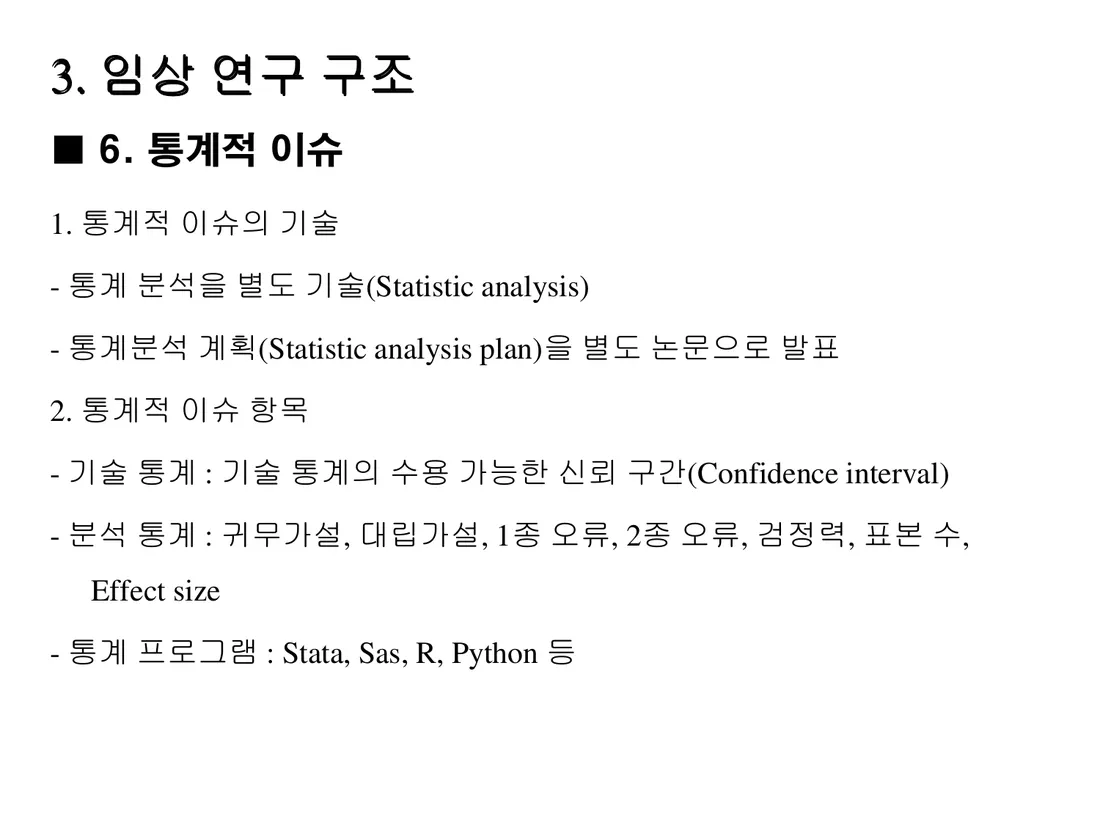 3. 임상 연구 구조
■ 6. 통계적 이슈
1. 통계적 이슈의 기술
- 통계 분석을 별도 기술(Statistic analysis)
- 통계분석 계획(Statistic analysis plan)을 별도 논문으로 발표
2. 통계적 이슈 항목
- 기술 통계 : 기술 통계의 수용 가능한 신뢰 구간(Confidence interval)
- 분석 통계 : 귀무가설, 대립가설, 1종 오류, 2종 오류, 검정력, 표본 수,
Effect size
- 통계 프로그램 : Stata, Sas, R, Python 등